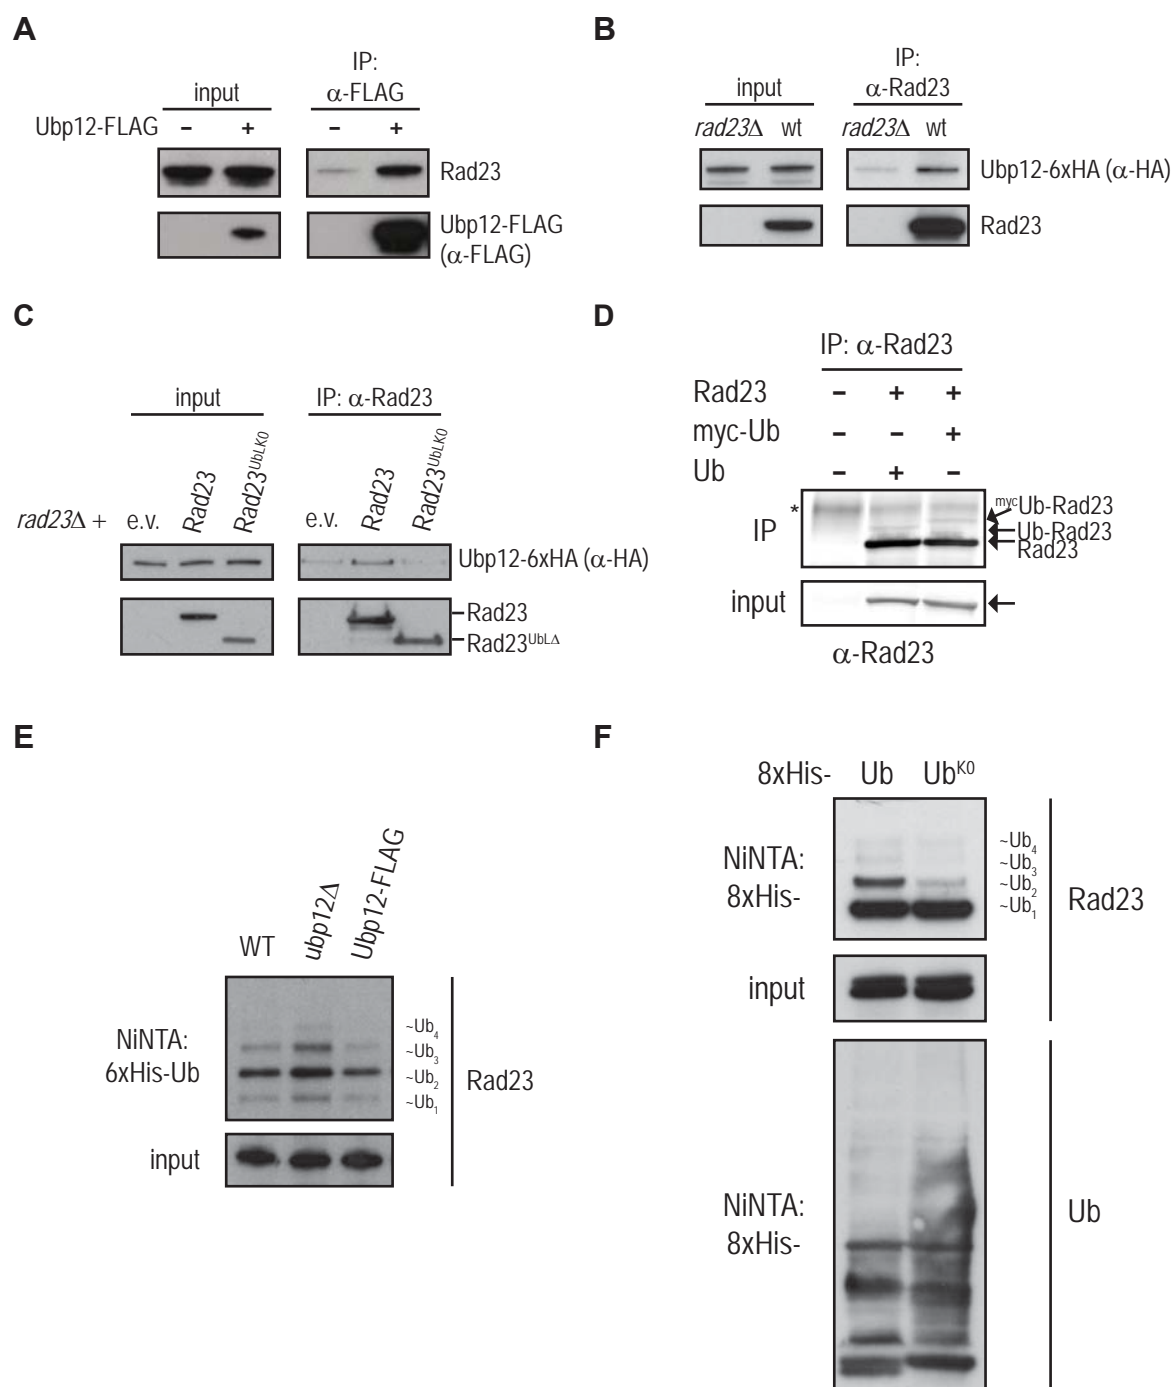 A
IP:
input α-FLAG
Ubp12-FLAG – + – +
Rad23
Ubp12-FLAG
(α-FLAG)
B
IP:
input α-Rad23
rad23Δ wt rad23Δ wt
Ubp12-6xHA (α-HA)
Rad23
C
input IP: α-Rad23
rad23Δ + e.v. Rad23 Rad23UbLK0 e.v. Rad23 Rad23UbLK0
Ubp12-6xHA (α-HA)
Rad23
Rad23UbLΔ
D
IP: α-Rad23
Rad23 – + +
myc-Ub – – +
Ub – + –
*
IP
mycUb-Rad23
Ub-Rad23
Rad23
input
α-Rad23
E
WT ubp12Δ Ubp12-FLAG
NiNTA:
6xHis-Ub
~Ub4
~Ub3
~Ub2
~Ub1
Rad23
input
F
8xHis- Ub UbK0
NiNTA:
8xHis-
~Ub4
~Ub3
~Ub2
~Ub1
Rad23
input
NiNTA:
8xHis-
Ub